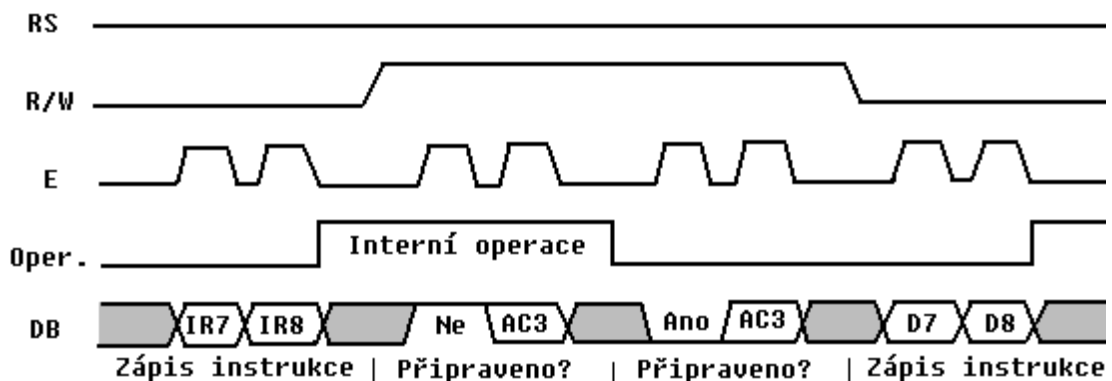 RS
R/W
E
Oper. Interní operace
DB IR7 IR8 Ne AC3 Ano AC3 D7 D8
Zápis instrukce | Připraveno? | Připraveno? | Zápis instrukce